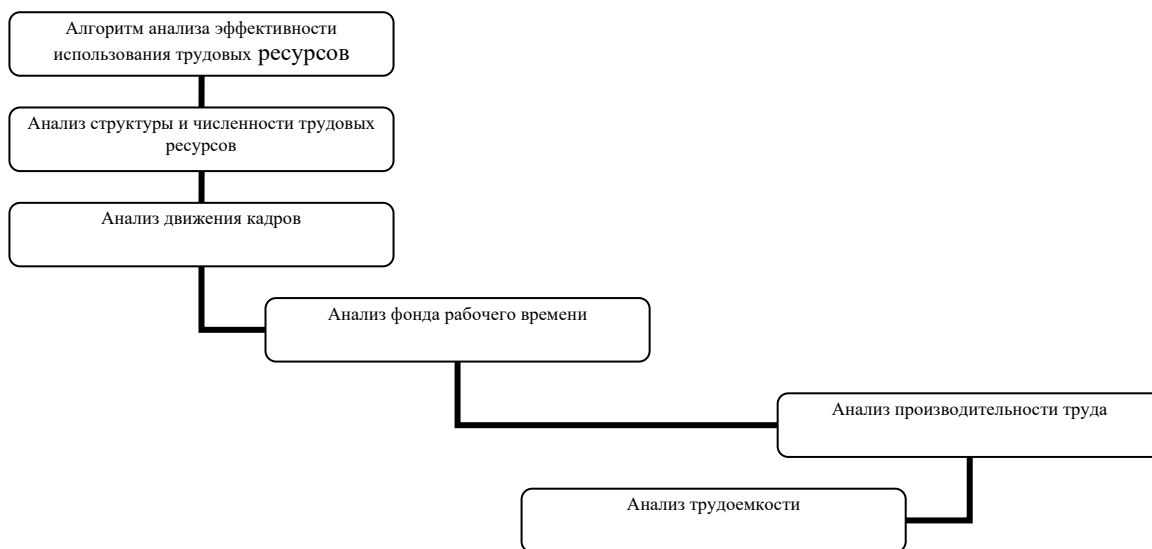 Алгоритм анализа эффективности
использования трудовых ресурсов
Анализ структуры и численности трудовых
ресурсов
Анализ движения кадров
Анализ фонда рабочего времени
Анализ производительности труда
Анализ трудоемкости